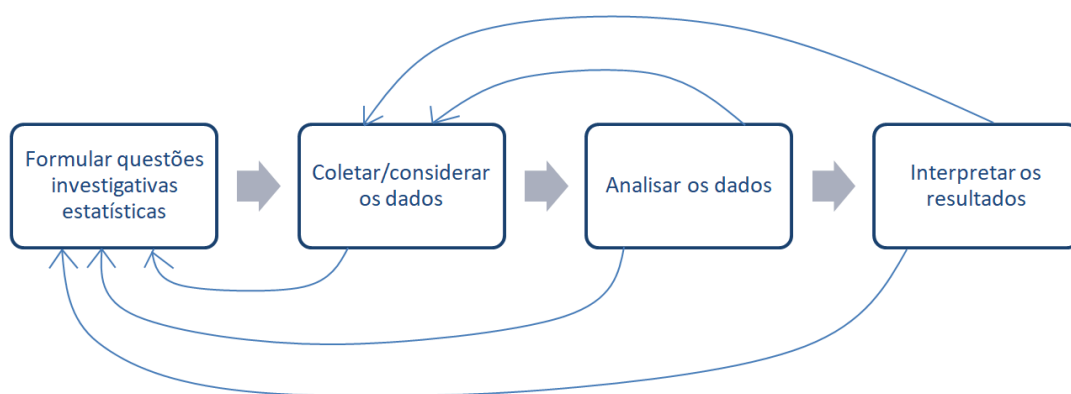 Formular questões
investigativas
estatísticas
Coletar/considerar
os dados
Analisar os dados
Interpretar os
resultados